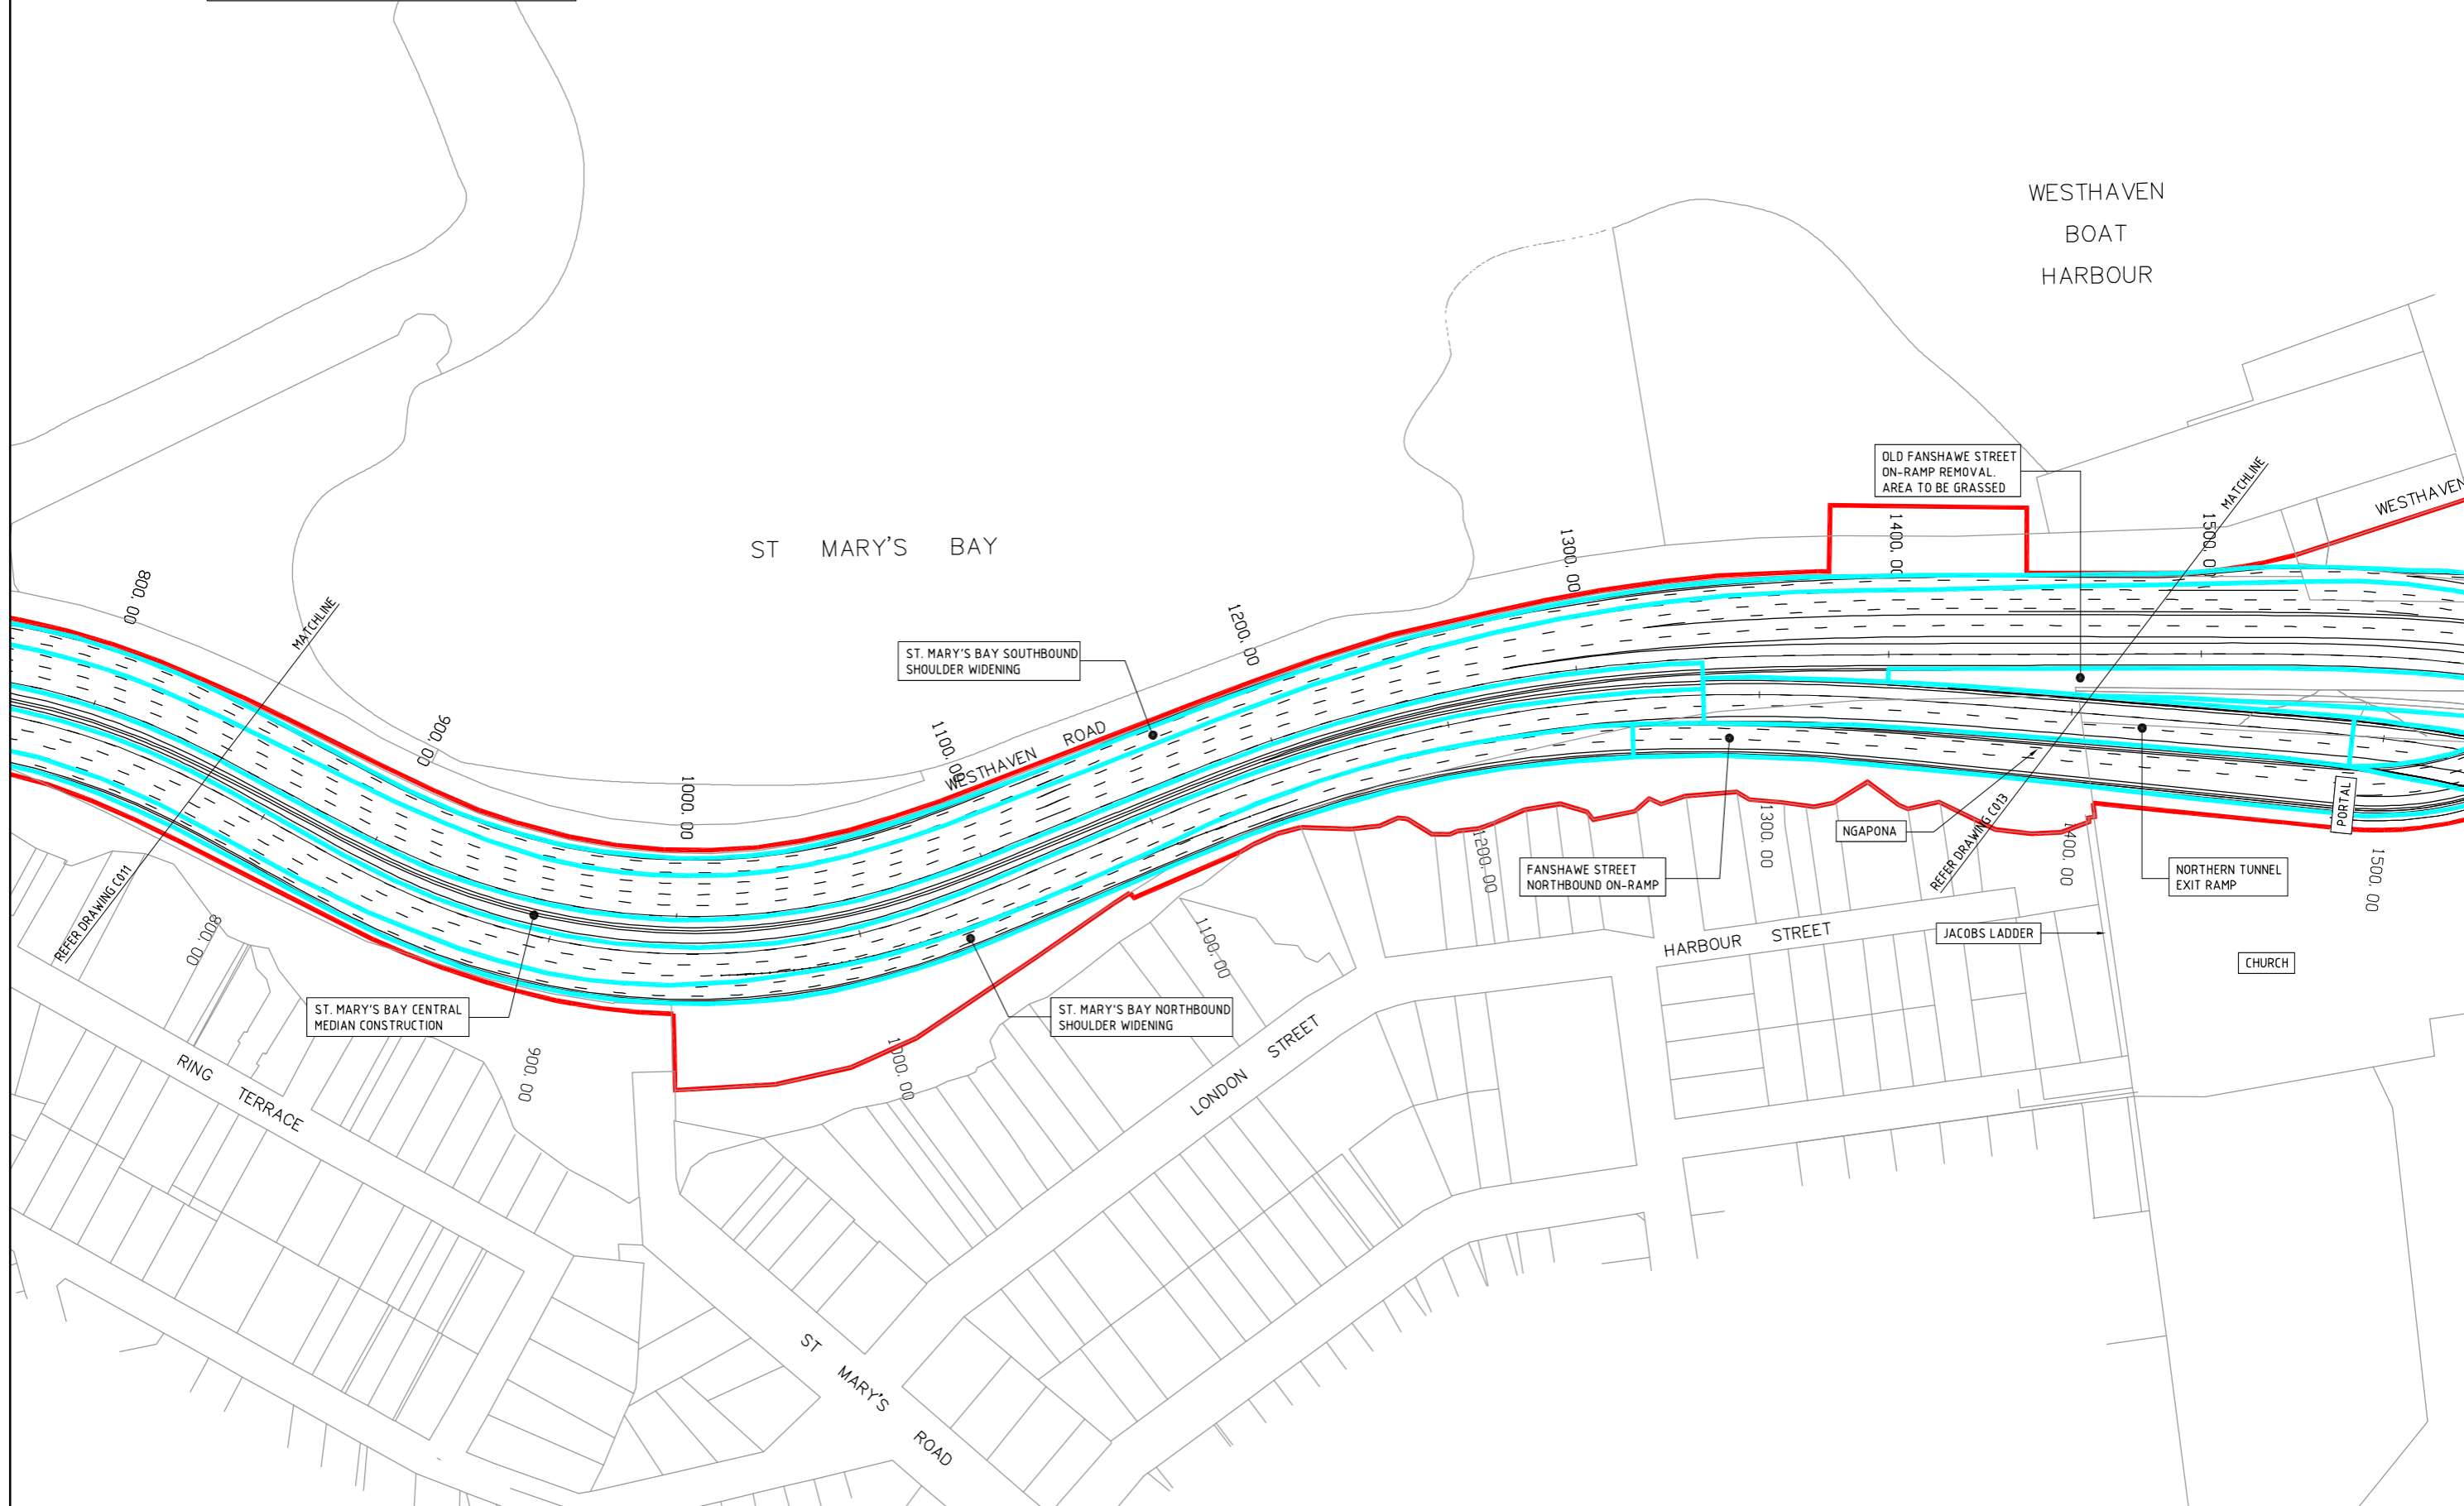 WESTHAVEN
BOAT
HARBOUR
OLD FANSHAWE STREET
ON-RAMP REMOVAL.
AREA TO BE GRASSED
MATCHLINE
WESTHAVEN
1300.00
1400.00
1500.00
ST MARY'S BAY
800.00
MATCHLINE
1200.00
ST. MARY'S BAY SOUTHBOUND
SHOULDER WIDENING
900.00
1100.00
WESTHAVEN ROAD
1000.00
PORTAL
NGAPONA
1300.00
1400.00
1200.00
FANSHAWE STREET
NORTHBOUND ON-RAMP
REFER DRAWING C013
NORTHERN TUNNEL
EXIT RAMP
1500.00
REFER DRAWING C011
800.00
1100.00
HARBOUR STREET
JACOBS LADDER
CHURCH
ST. MARY'S BAY CENTRAL
MEDIAN CONSTRUCTION
ST. MARY'S BAY NORTHBOUND
SHOULDER WIDENING
900.00
1000.00
RING TERRACE
LONDON STREET
ST MARY'S ROAD